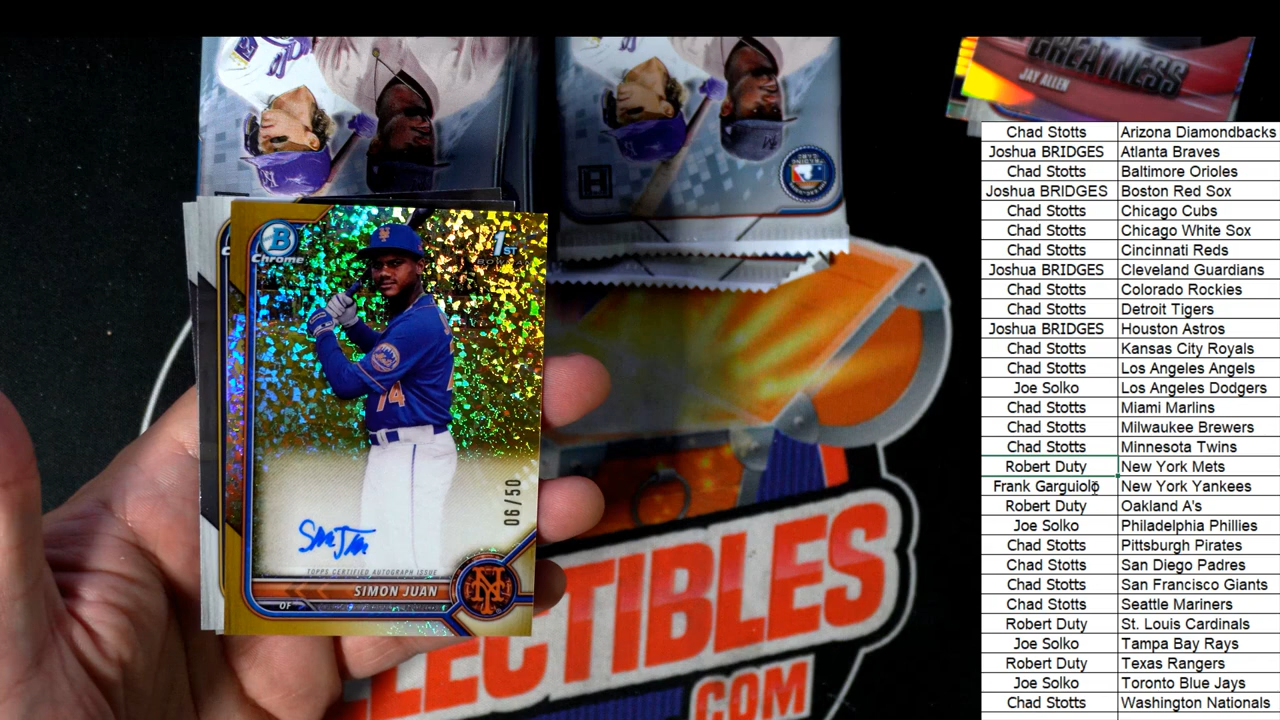 GREATNESS
JAY ALLEN
B
Chrome
1ST
BOWMAN
74
06/50
TOPPS CERTIFIED AUTOGRAPH ISSUE
SIMON JUAN
OF
NY
LECTIBLES
.COM
Chad Stotts Arizona Diamondbacks
Joshua BRIDGES Atlanta Braves
Chad Stotts Baltimore Orioles
Joshua BRIDGES Boston Red Sox
Chad Stotts Chicago Cubs
Chad Stotts Chicago White Sox
Chad Stotts Cincinnati Reds
Joshua BRIDGES Cleveland Guardians
Chad Stotts Colorado Rockies
Chad Stotts Detroit Tigers
Joshua BRIDGES Houston Astros
Chad Stotts Kansas City Royals
Chad Stotts Los Angeles Angels
Joe Solko Los Angeles Dodgers
Chad Stotts Miami Marlins
Chad Stotts Milwaukee Brewers
Chad Stotts Minnesota Twins
Robert Duty New York Mets
Frank Garguiolo New York Yankees
Robert Duty Oakland A's
Joe Solko Philadelphia Phillies
Chad Stotts Pittsburgh Pirates
Chad Stotts San Diego Padres
Chad Stotts San Francisco Giants
Chad Stotts Seattle Mariners
Robert Duty St. Louis Cardinals
Joe Solko Tampa Bay Rays
Robert Duty Texas Rangers
Joe Solko Toronto Blue Jays
Chad Stotts Washington Nationals